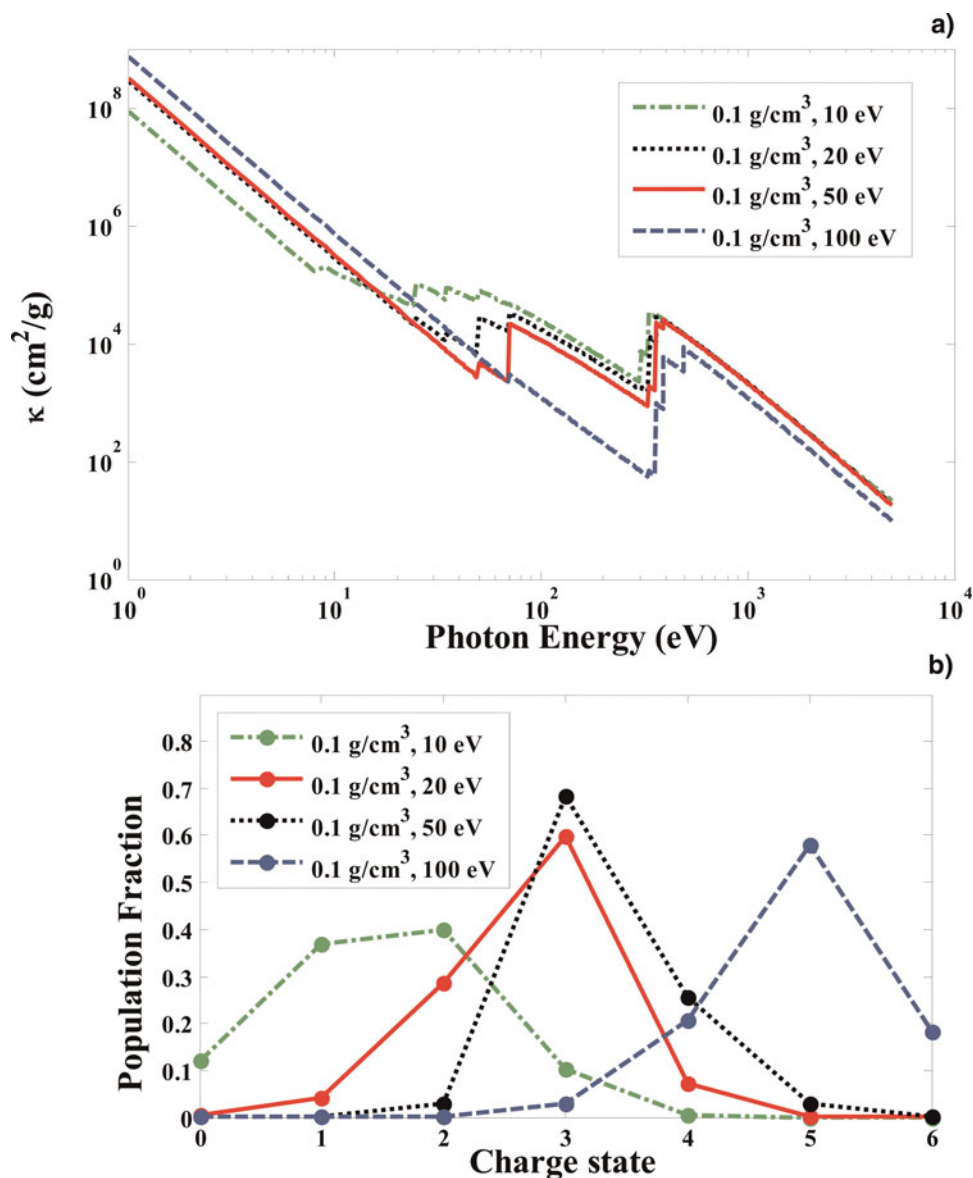 a)
10^8
10^6
10^4
10^2
10^0
κ (cm^2/g)
0.1 g/cm^3, 10 eV
0.1 g/cm^3, 20 eV
0.1 g/cm^3, 50 eV
0.1 g/cm^3, 100 eV
10^0 10^1 10^2 10^3 10^4
Photon Energy (eV)
b)
0.8
0.7
0.6
0.5
0.4
0.3
0.2
0.1
0
Population Fraction
0.1 g/cm^3, 10 eV
0.1 g/cm^3, 20 eV
0.1 g/cm^3, 50 eV
0.1 g/cm^3, 100 eV
0 1 2 3 4 5 6
Charge state